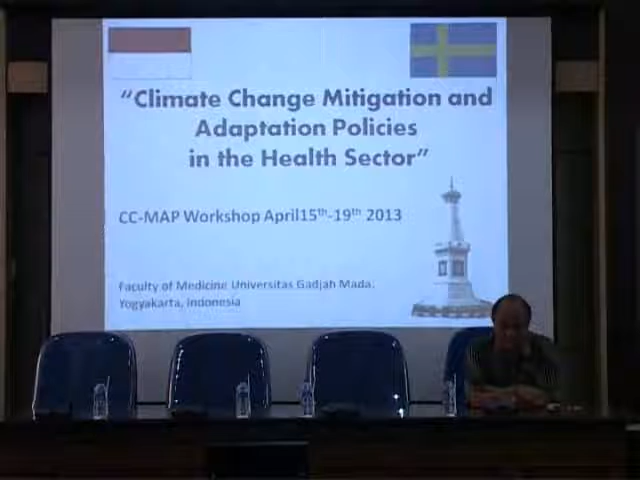 “Climate Change Mitigation and
Adaptation Policies
in the Health Sector”
CC-MAP Workshop April15th-19th 2013
Faculty of Medicine Universitas Gadjah Mada.
Yogyakarta, Indonesia